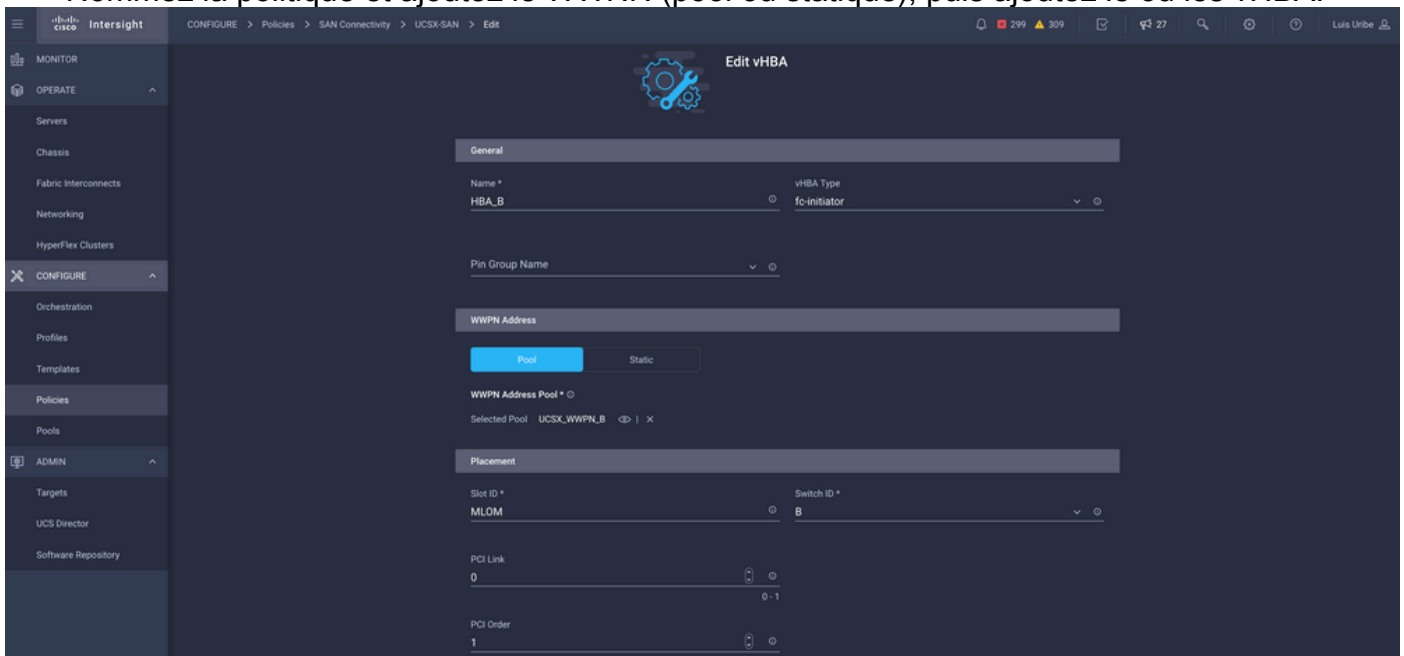 Nommez la politique et ajoutez le WWNN (pool ou statique), puis ajoutez le ou les vHBA.
cisco Intersight
CONFIGURE > Policies > SAN Connectivity > UCSX-SAN > Edit
299 309 27 Luis Uribe
MONITOR
OPERATE
Servers
Chassis
Fabric Interconnects
Networking
HyperFlex Clusters
CONFIGURE
Orchestration
Profiles
Templates
Policies
Pools
ADMIN
Targets
UCS Director
Software Repository
Edit vHBA
General
Name * vHBA Type
HBA_B fc-initiator
Pin Group Name
WWPN Address
Pool Static
WWPN Address Pool *
Selected Pool UCSX_WWPN_B | ×
Placement
Slot ID * Switch ID *
MLOM B
PCI Link
0
0 - 1
PCI Order
1